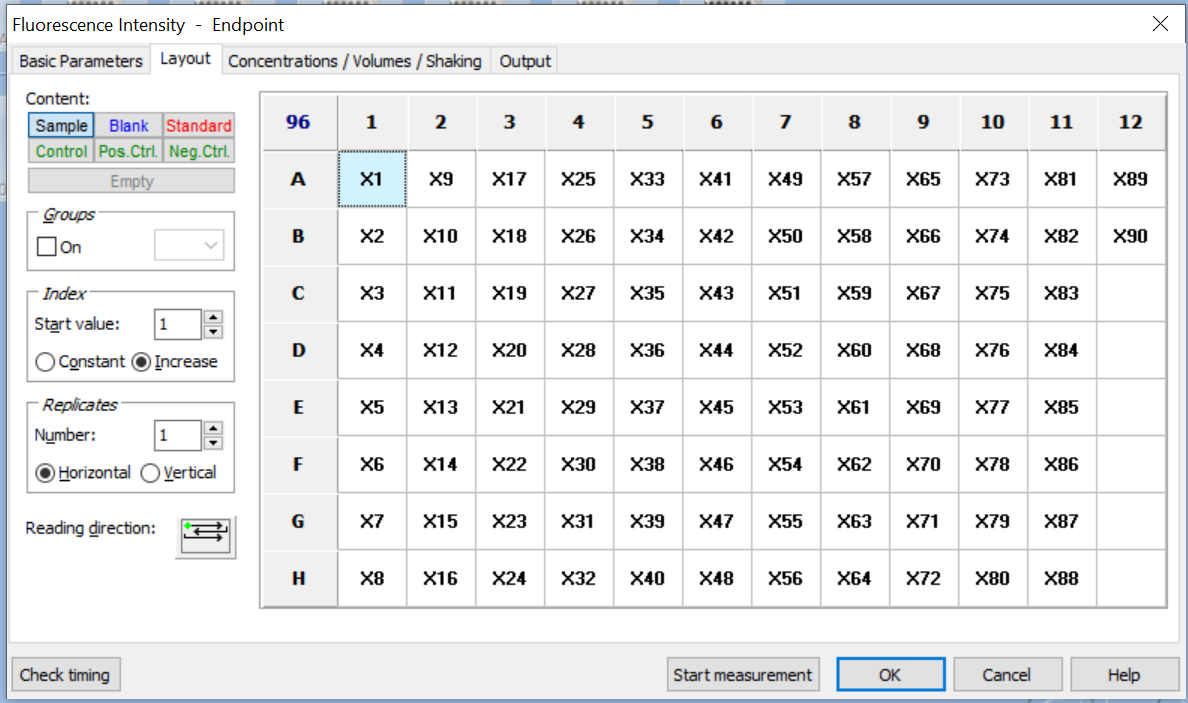 Fluorescence Intensity - Endpoint
Basic Parameters Layout Concentrations / Volumes / Shaking Output
Content:
Sample Blank Standard
Control Pos.Ctrl. Neg.Ctrl.
Empty
Groups
On
Index
Start value: 1
Constant Increase
Replicates
Number: 1
Horizontal Vertical
Reading direction:
96 1 2 3 4 5 6 7 8 9 10 11 12
A X1 X9 X17 X25 X33 X41 X49 X57 X65 X73 X81 X89
B X2 X10 X18 X26 X34 X42 X50 X58 X66 X74 X82 X90
C X3 X11 X19 X27 X35 X43 X51 X59 X67 X75 X83
D X4 X12 X20 X28 X36 X44 X52 X60 X68 X76 X84
E X5 X13 X21 X29 X37 X45 X53 X61 X69 X77 X85
F X6 X14 X22 X30 X38 X46 X54 X62 X70 X78 X86
G X7 X15 X23 X31 X39 X47 X55 X63 X71 X79 X87
H X8 X16 X24 X32 X40 X48 X56 X64 X72 X80 X88
Check timing Start measurement OK Cancel Help